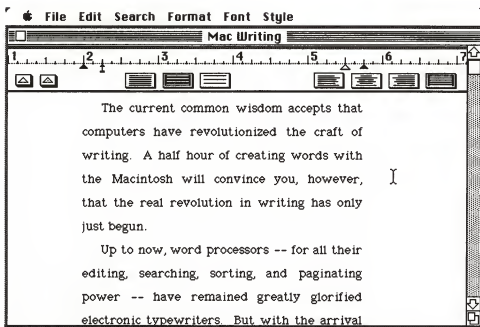 File Edit Search Format Font Style
Mac Writing
1 2 3 4 5 6 7
The current common wisdom accepts that
computers have revolutionized the craft of
writing. A half hour of creating words with
the Macintosh will convince you, however,
that the real revolution in writing has only
just begun.
Up to now, word processors -- for all their
editing, searching, sorting, and paginating
power -- have remained greatly glorified
electronic typewriters. But with the arrival